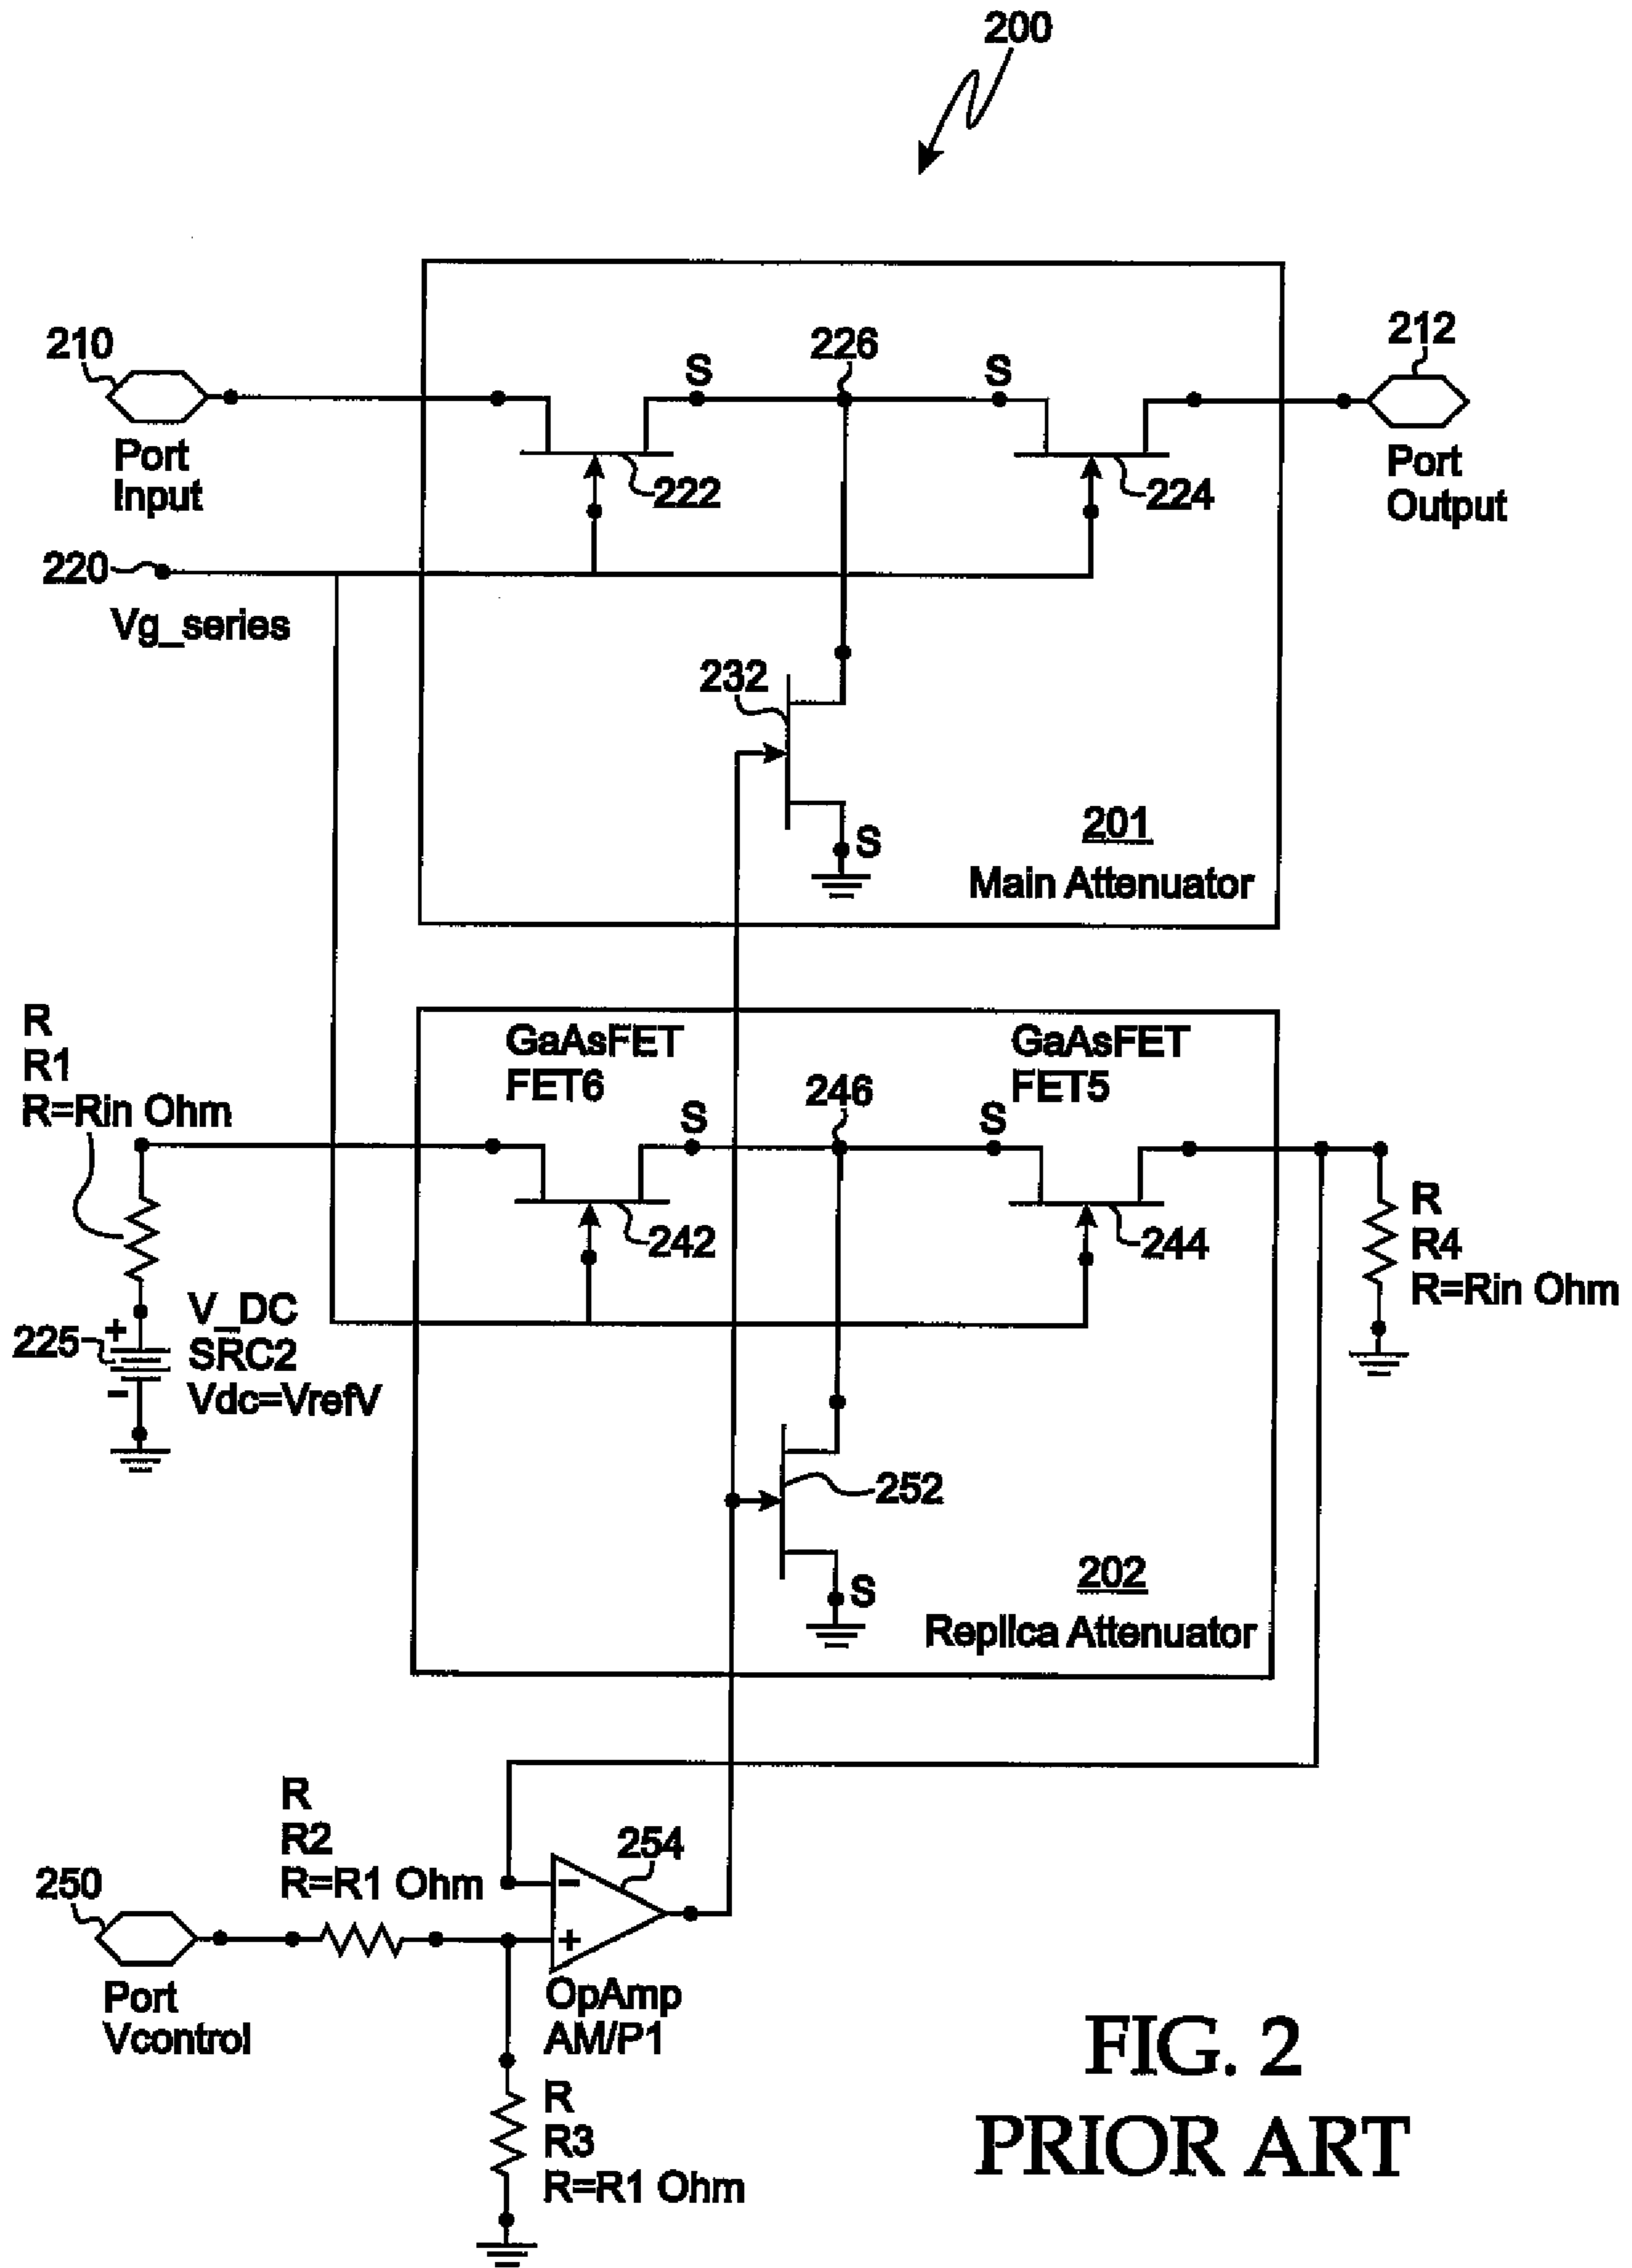 200
210
Port
Input
226
S
S
212
Port
Output
222
224
220
Vg_series
232
S
201
Main Attenuator
R
R1
R=Rin Ohm
GaAsFET
FET6
GaAsFET
FET5
S
246
S
242
244
R
R4
R=Rin Ohm
225
+
-
V_DC
SRC2
Vdc=VrefV
252
S
202
Replica Attenuator
R
R2
R=R1 Ohm
254
250
Port
Vcontrol
-
+
OpAmp
AM/P1
R
R3
R=R1 Ohm
FIG. 2
PRIOR ART